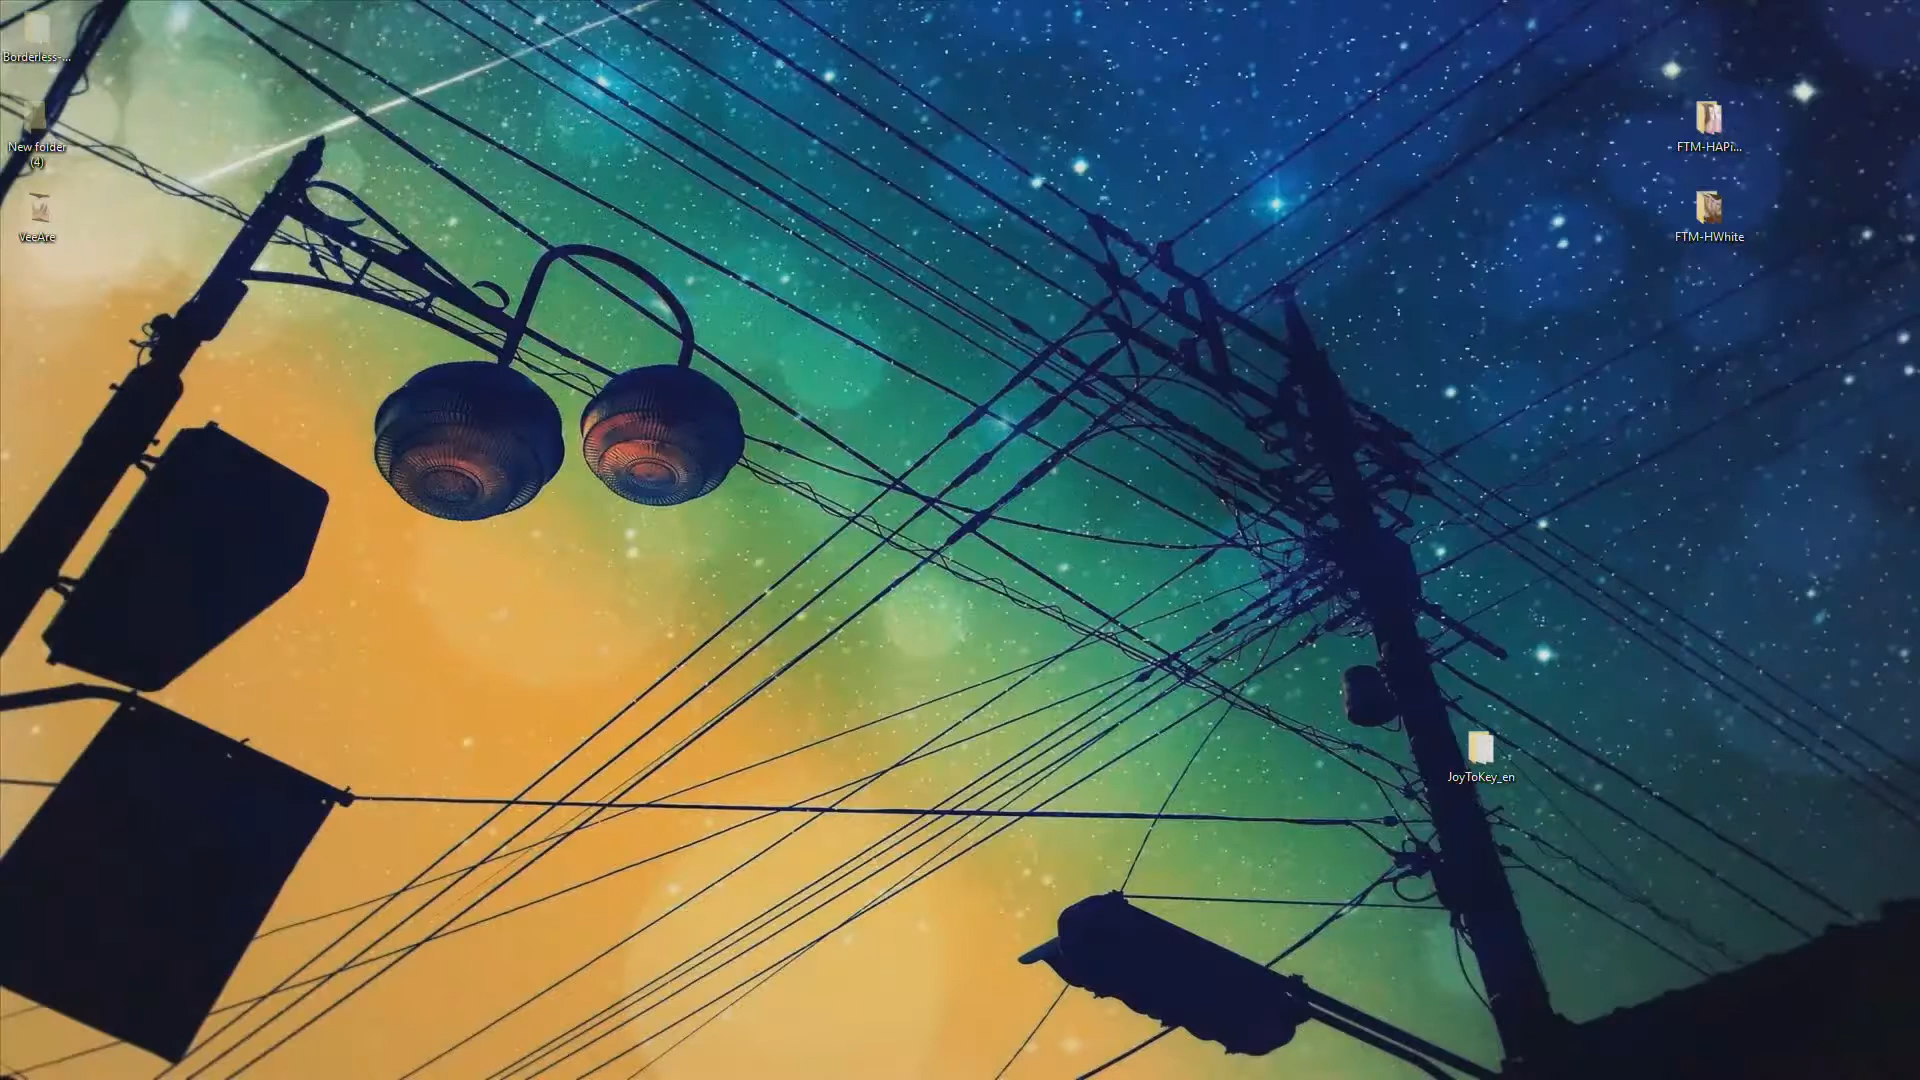 Borderless-...
New folder
(4)
VeeAre
FTM-HAPi...
FTM-HWhite
JoyToKey_en